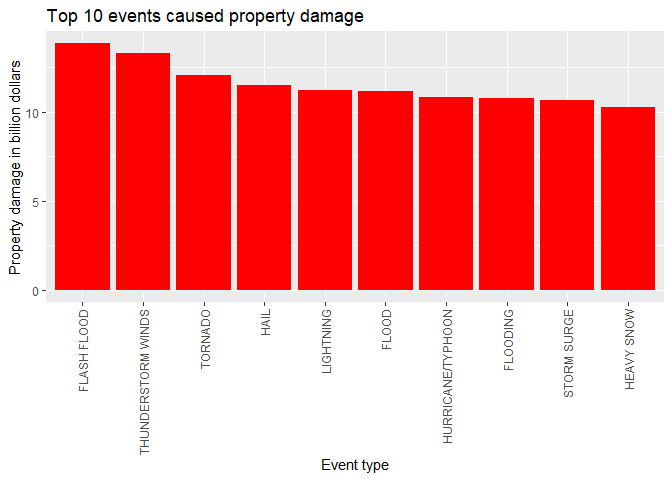 Top 10 events caused property damage
Property damage in billion dollars
10
5
0
FLASH FLOOD
THUNDERSTORM WINDS
TORNADO
HAIL
LIGHTNING
FLOOD
HURRICANE/TYPHOON
FLOODING
STORM SURGE
HEAVY SNOW
Event type